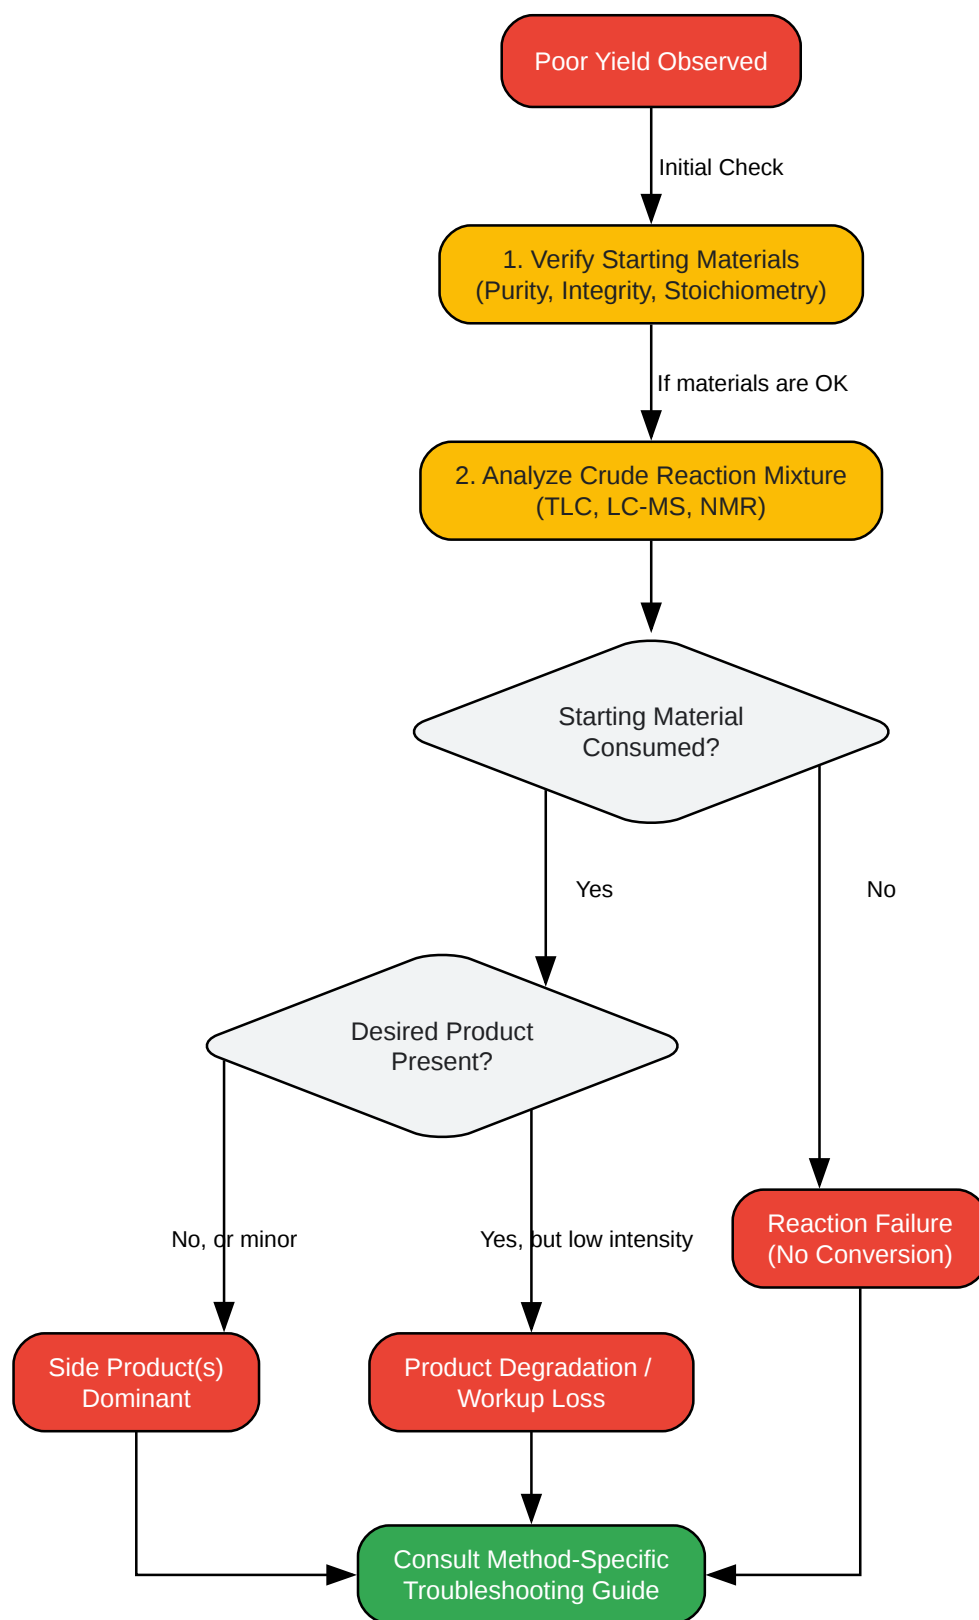 Poor Yield Observed
Initial Check
1. Verify Starting Materials
(Purity, Integrity, Stoichiometry)
If materials are OK
2. Analyze Crude Reaction Mixture
(TLC, LC-MS, NMR)
Starting Material
Consumed?
Yes
No
Desired Product
Present?
No, or minor
Yes, but low intensity
Reaction Failure
(No Conversion)
Side Product(s)
Dominant
Product Degradation /
Workup Loss
Consult Method-Specific
Troubleshooting Guide